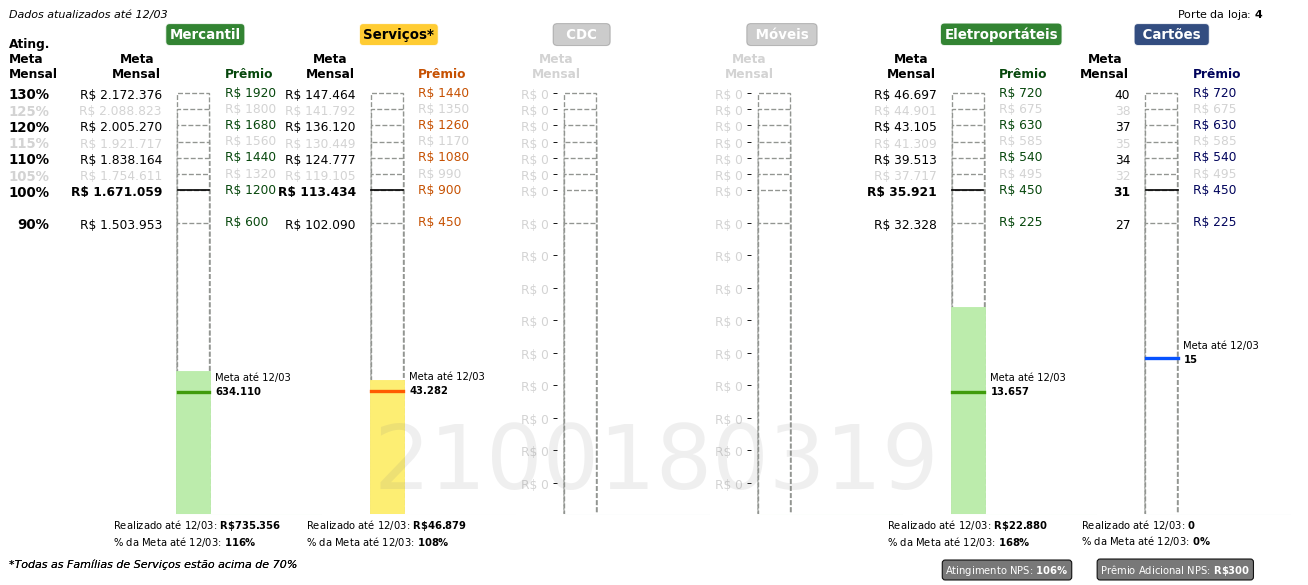 Dados atualizados até 12/03
Porte da loja: 4
Mercantil Serviços* CDC Móveis Eletroportáteis Cartões
Ating.
Meta
Mensal
Meta
Mensal Prêmio
Meta
Mensal Prêmio
Meta
Mensal
Meta
Mensal
Meta
Mensal Prêmio
Meta
Mensal Prêmio
130% R$ 2.172.376 R$ 1920 R$ 147.464 R$ 1440 R$ 0 R$ 0 R$ 46.697 R$ 720 40 R$ 720
125% R$ 2.088.823 R$ 1800 R$ 141.792 R$ 1350 R$ 0 R$ 0 R$ 44.901 R$ 675 38 R$ 675
120% R$ 2.005.270 R$ 1680 R$ 136.120 R$ 1260 R$ 0 R$ 0 R$ 43.105 R$ 630 37 R$ 630
115% R$ 1.921.717 R$ 1560 R$ 130.449 R$ 1170 R$ 0 R$ 0 R$ 41.309 R$ 585 35 R$ 585
110% R$ 1.838.164 R$ 1440 R$ 124.777 R$ 1080 R$ 0 R$ 0 R$ 39.513 R$ 540 34 R$ 540
105% R$ 1.754.611 R$ 1320 R$ 119.105 R$ 990 R$ 0 R$ 0 R$ 37.717 R$ 495 32 R$ 495
100% R$ 1.671.059 R$ 1200 R$ 113.434 R$ 900 R$ 0 R$ 0 R$ 35.921 R$ 450 31 R$ 450
90% R$ 1.503.953 R$ 600 R$ 102.090 R$ 450 R$ 0 R$ 0 R$ 32.328 R$ 225 27 R$ 225
R$ 0 R$ 0
R$ 0 R$ 0
R$ 0 R$ 0
R$ 0 R$ 0
R$ 0 R$ 0
R$ 0 R$ 0
R$ 0 R$ 0
R$ 0 R$ 0
Meta até 12/03
634.110
Meta até 12/03
43.282
Meta até 12/03
13.657
Meta até 12/03
15
2100180319
Realizado até 12/03: R$735.356
% da Meta até 12/03: 116%
Realizado até 12/03: R$46.879
% da Meta até 12/03: 108%
Realizado até 12/03: R$22.880
% da Meta até 12/03: 168%
Realizado até 12/03: 0
% da Meta até 12/03: 0%
*Todas as Famílias de Serviços estão acima de 70%
Atingimento NPS: 106%
Prêmio Adicional NPS: R$300